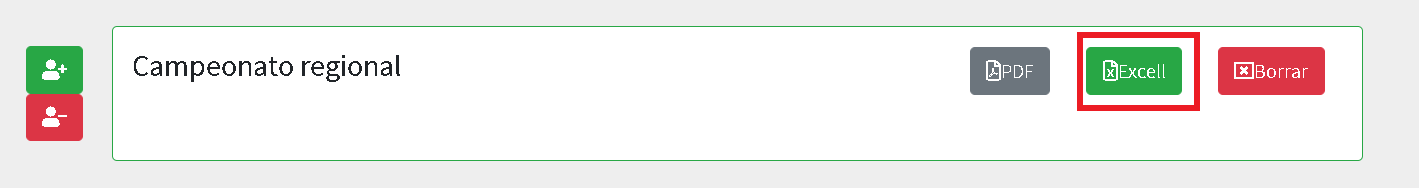 Campeonato regional
PDF
Excell
Borrar